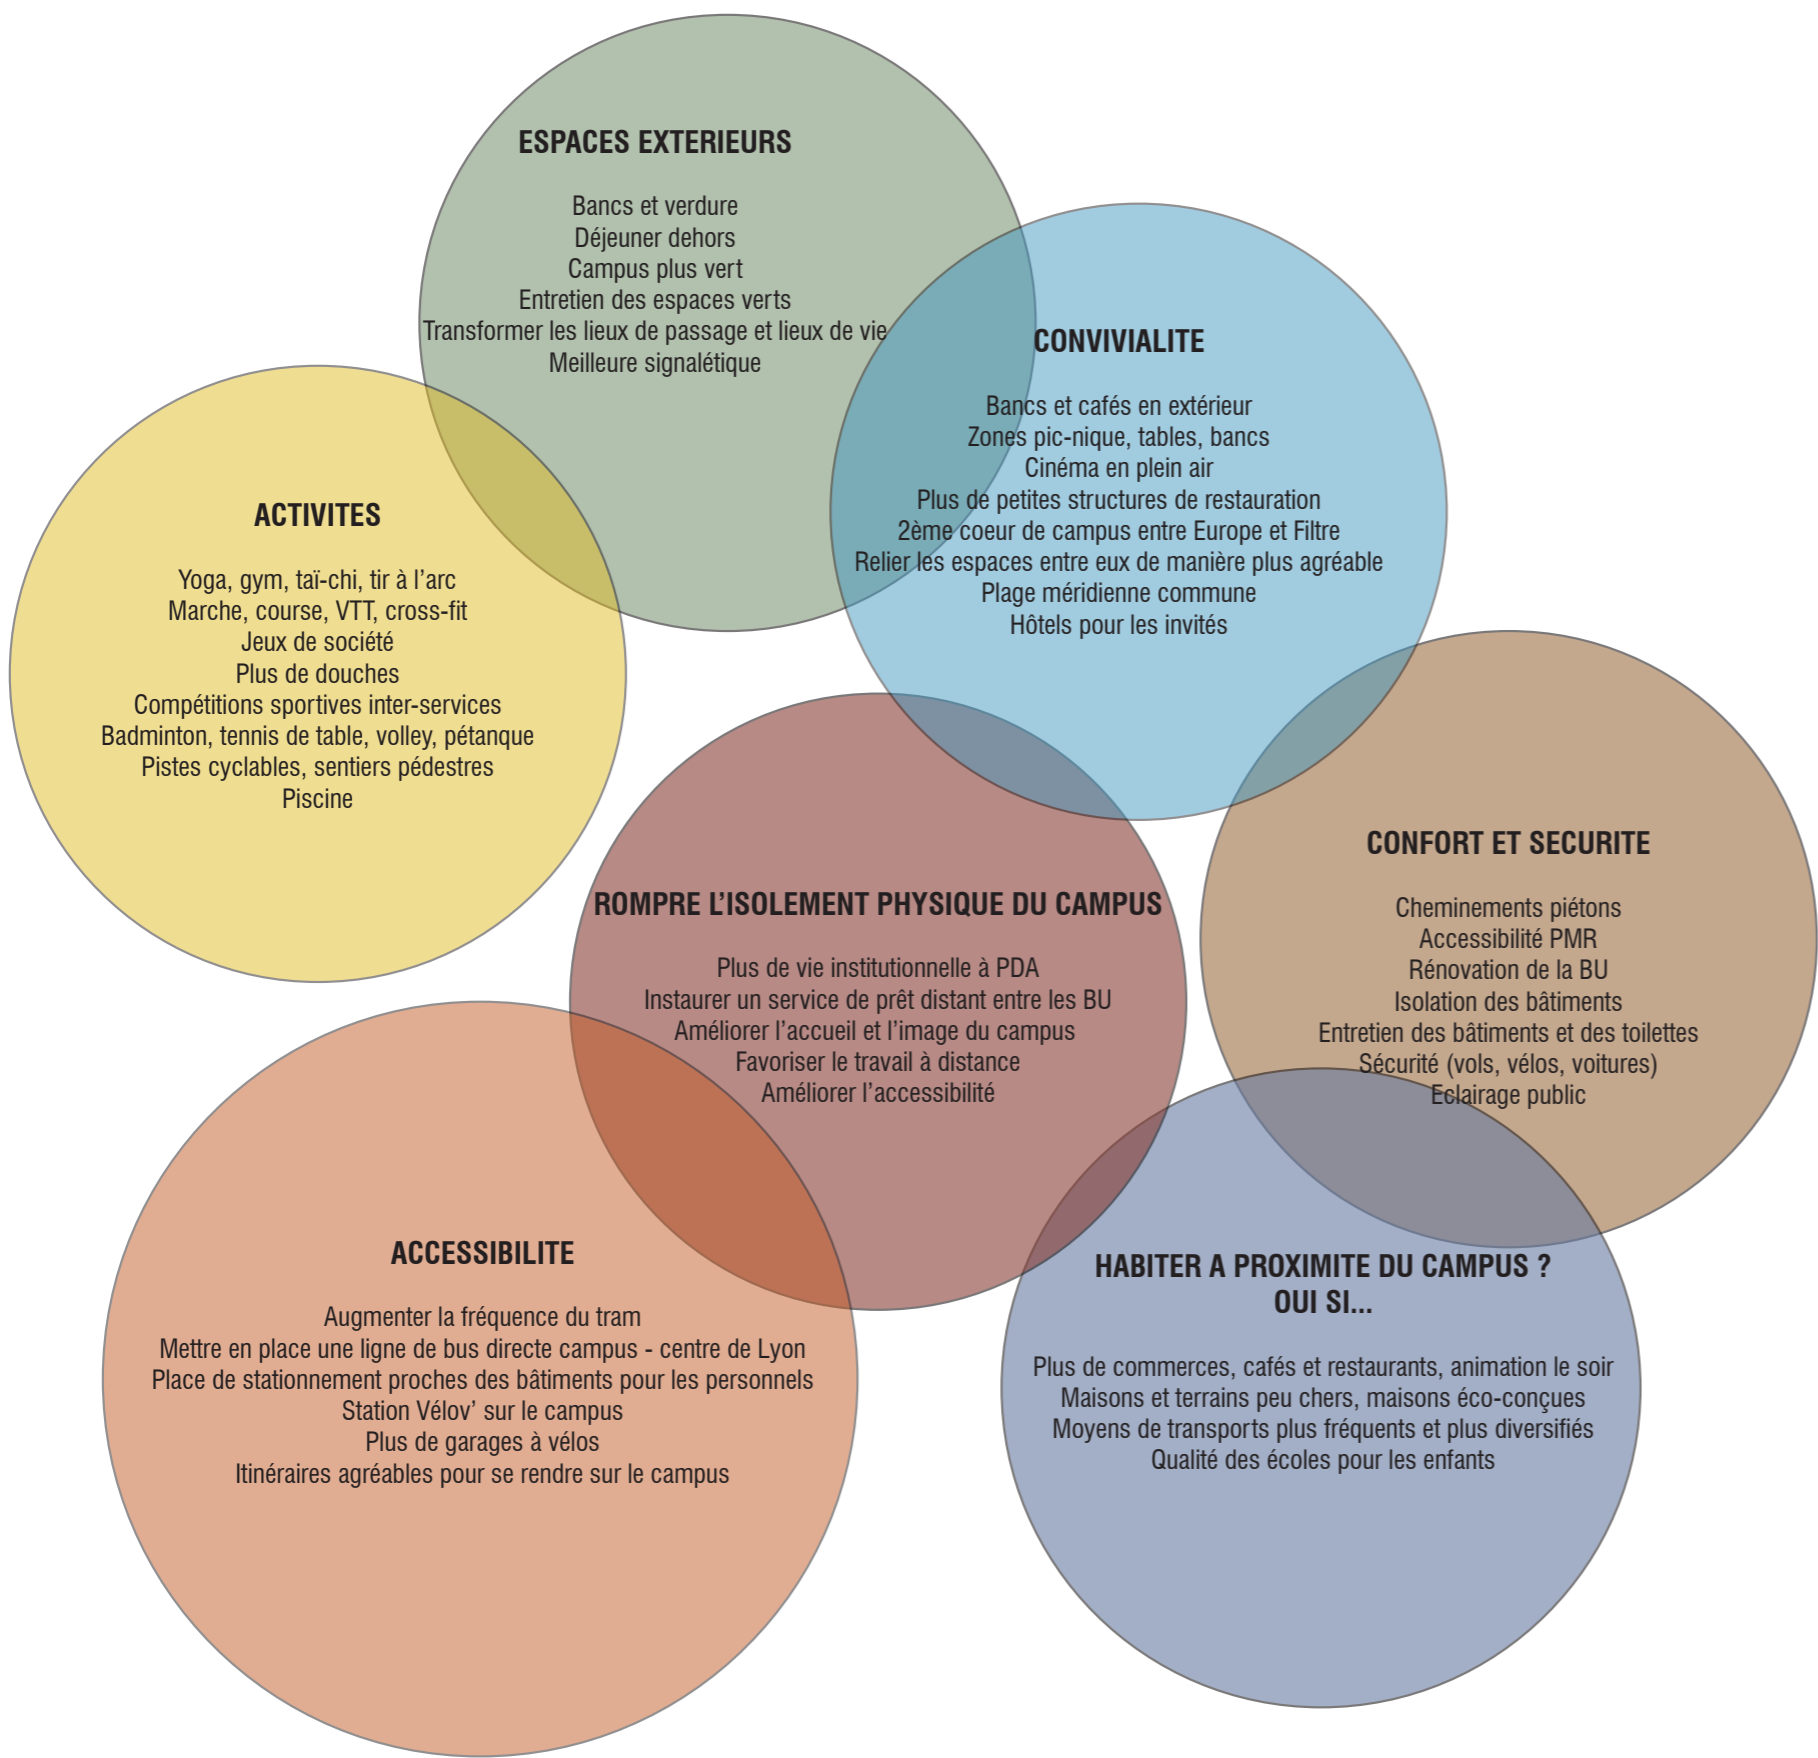 ESPACES EXTERIEURS
Bancs et verdure
Déjeuner dehors
Campus plus vert
Entretien des espaces verts
Transformer les lieux de passage et lieux de vie
Meilleure signalétique
CONVIVIALITE
Bancs et cafés en extérieur
Zones pic-nique, tables, bancs
Cinéma en plein air
Plus de petites structures de restauration
2ème coeur de campus entre Europe et Filtre
Relier les espaces entre eux de manière plus agréable
Plage méridienne commune
Hôtels pour les invités
ACTIVITES
Yoga, gym, taï-chi, tir à l’arc
Marche, course, VTT, cross-fit
Jeux de société
Plus de douches
Compétitions sportives inter-services
Badminton, tennis de table, volley, pétanque
Pistes cyclables, sentiers pédestres
Piscine
CONFORT ET SECURITE
Cheminements piétons
Accessibilité PMR
Rénovation de la BU
Isolation des bâtiments
Entretien des bâtiments et des toilettes
Sécurité (vols, vélos, voitures)
Eclairage public
ROMPRE L’ISOLEMENT PHYSIQUE DU CAMPUS
Plus de vie institutionnelle à PDA
Instaurer un service de prêt distant entre les BU
Améliorer l’accueil et l’image du campus
Favoriser le travail à distance
Améliorer l’accessibilité
ACCESSIBILITE
Augmenter la fréquence du tram
Mettre en place une ligne de bus directe campus - centre de Lyon
Place de stationnement proches des bâtiments pour les personnels
Station Vélov’ sur le campus
Plus de garages à vélos
Itinéraires agréables pour se rendre sur le campus
HABITER A PROXIMITE DU CAMPUS ?
OUI SI...
Plus de commerces, cafés et restaurants, animation le soir
Maisons et terrains peu chers, maisons éco-conçues
Moyens de transports plus fréquents et plus diversifiés
Qualité des écoles pour les enfants